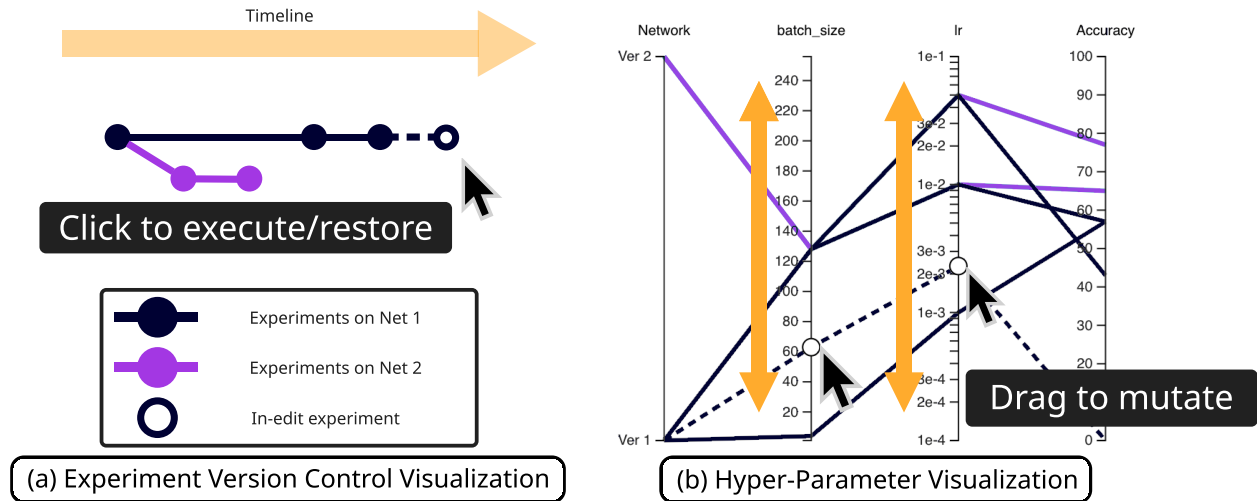 Timeline
Click to execute/restore
Experiments on Net 1
Experiments on Net 2
In-edit experiment
(a) Experiment Version Control Visualization
Network
batch_size
lr
Accuracy
Ver 2
Ver 1
240
220
200
180
160
140
120
100
80
60
40
20
1e-1
3e-2
2e-2
1e-2
3e-3
2e-3
1e-3
3e-4
2e-4
1e-4
100
90
80
70
60
50
40
30
20
0
Drag to mutate
(b) Hyper-Parameter Visualization